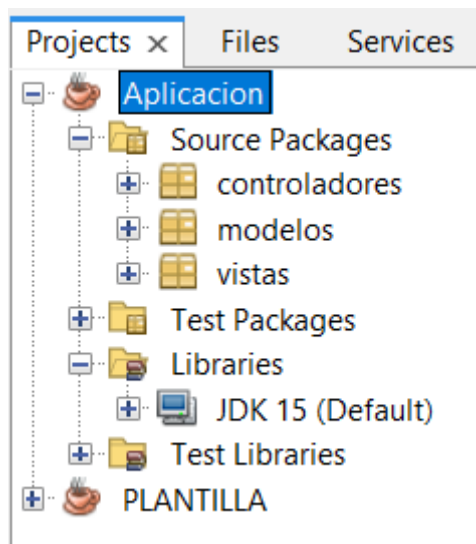 Projects × Files Services
Aplicacion
Source Packages
controladores
modelos
vistas
Test Packages
Libraries
JDK 15 (Default)
Test Libraries
PLANTILLA